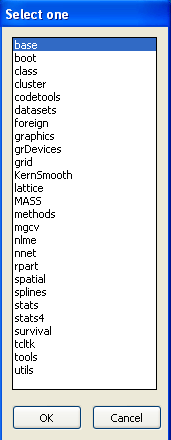 Select one
base
boot
class
cluster
codetools
datasets
foreign
graphics
grDevices
grid
KernSmooth
lattice
MASS
methods
mgcv
nlme
nnet
rpart
spatial
splines
stats
stats4
survival
tcltk
tools
utils
OK Cancel